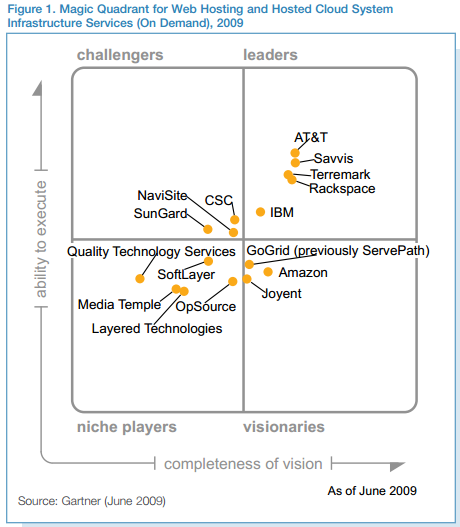 Figure 1. Magic Quadrant for Web Hosting and Hosted Cloud System
Infrastructure Services (On Demand), 2009
challengers
leaders
AT&T
Savvis
Terremark
Rackspace
NaviSite
CSC
IBM
SunGard
Quality Technology Services
GoGrid (previously ServePath)
SoftLayer
Amazon
Joyent
Media Temple
OpSource
Layered Technologies
ability to execute
niche players
visionaries
completeness of vision
As of June 2009
Source: Gartner (June 2009)